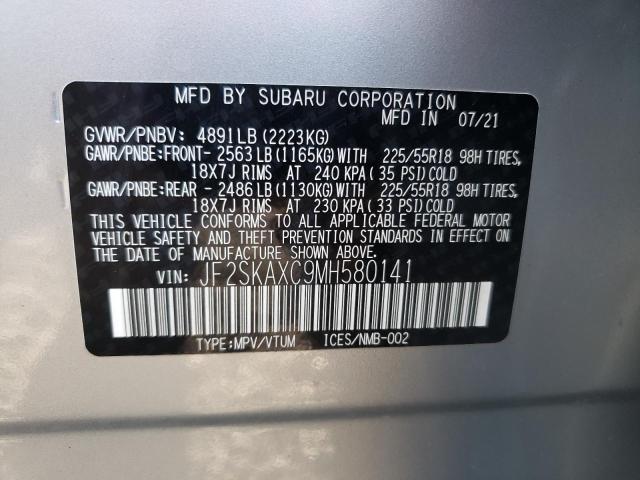 MFD BY SUBARU CORPORATION
MFD IN 07/21
GVWR/PNBV: 4891LB(2223KG)
GAWR/PNBE:FRONT- 2563LB(1165KG)WITH 225/55R18 98H TIRES,
18X7J RIMS AT 240 KPA( 35 PSI)COLD
GAWR/PNBE:REAR - 2486LB(1130KG)WITH 225/55R18 98H TIRES,
18X7J RIMS AT 230 KPA( 33 PSI)COLD
THIS VEHICLE CONFORMS TO ALL APPLICABLE FEDERAL MOTOR
VEHICLE SAFETY AND THEFT PREVENTION STANDARDS IN EFFECT ON
THE DATE OF MANUFACTURE SHOWN ABOVE.
VIN: JF2SKAXC9MH580141
TYPE:MPV/VTUM ICES/NMB-002